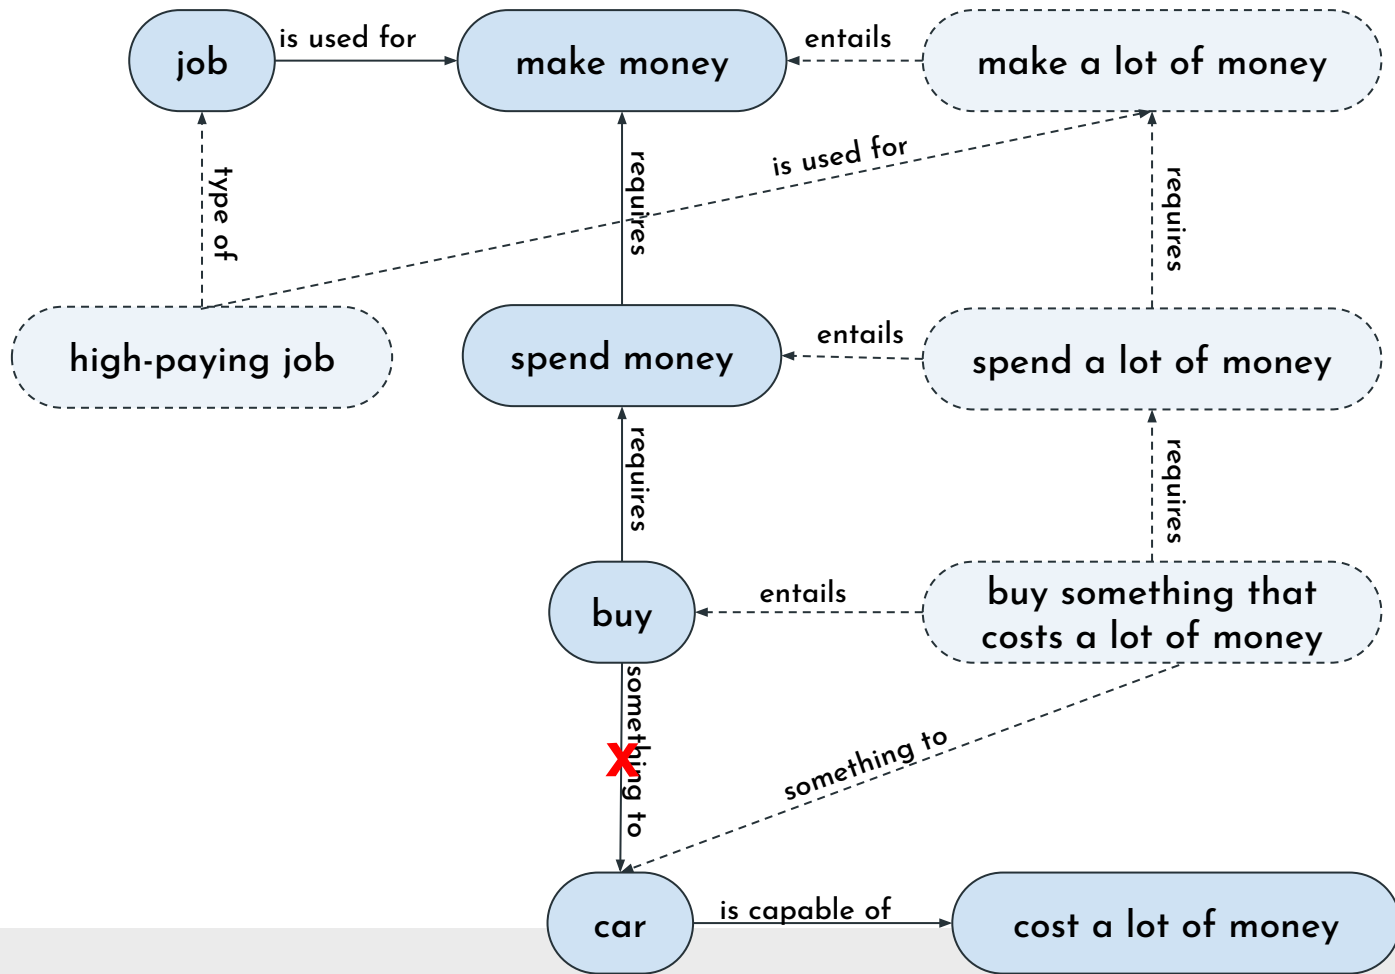 job
is used for
make money
entails
make a lot of money
type of
requires
is used for
requires
high-paying job
spend money
entails
spend a lot of money
requires
requires
buy
entails
buy something that
costs a lot of money
something to
X
something to
car
is capable of
cost a lot of money